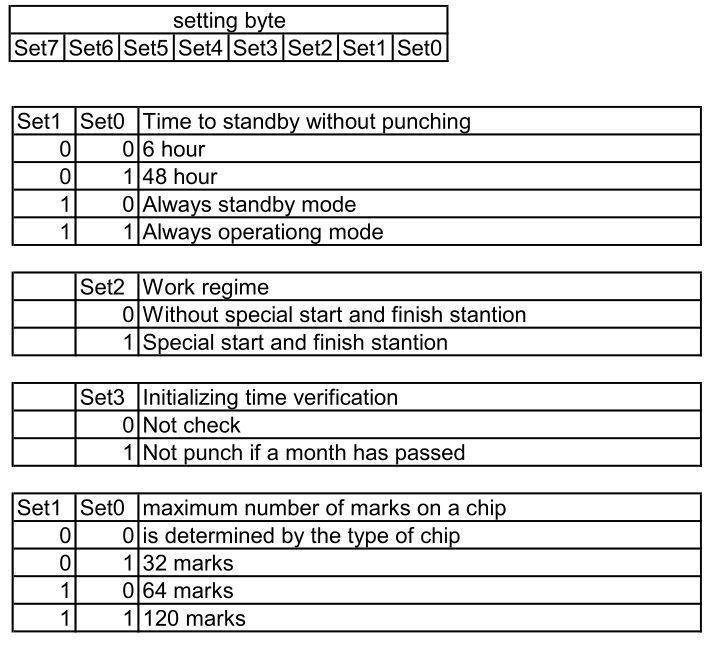 setting byte
Set7 Set6 Set5 Set4 Set3 Set2 Set1 Set0
Set1 Set0 Time to standby without punching
0 0 6 hour
0 1 48 hour
1 0 Always standby mode
1 1 Always operationg mode
Set2 Work regime
0 Without special start and finish stantion
1 Special start and finish stantion
Set3 Initializing time verification
0 Not check
1 Not punch if a month has passed
Set1 Set0 maximum number of marks on a chip
0 0 is determined by the type of chip
0 1 32 marks
1 0 64 marks
1 1 120 marks